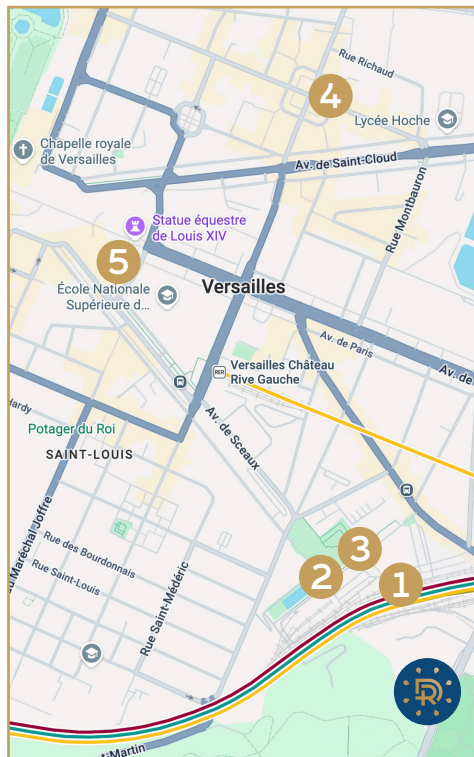 Rue Richaud
4
Lycée Hoche
Chapelle royale
de Versailles
Av. de Saint-Cloud
Rue Montbauron
Statue équestre
de Louis XIV
5
École Nationale
Supérieure d...
Versailles
Av. de Paris
Versailles Château
Rive Gauche
RER
Av. de
Hardy
Av. de Sceaux
Potager du Roi
SAINT-LOUIS
u Maréchal Joffre
Rue des Bourdonnais
Rue Saint-Louis
Rue Saint-Médéric
3
2
1
t-Martin